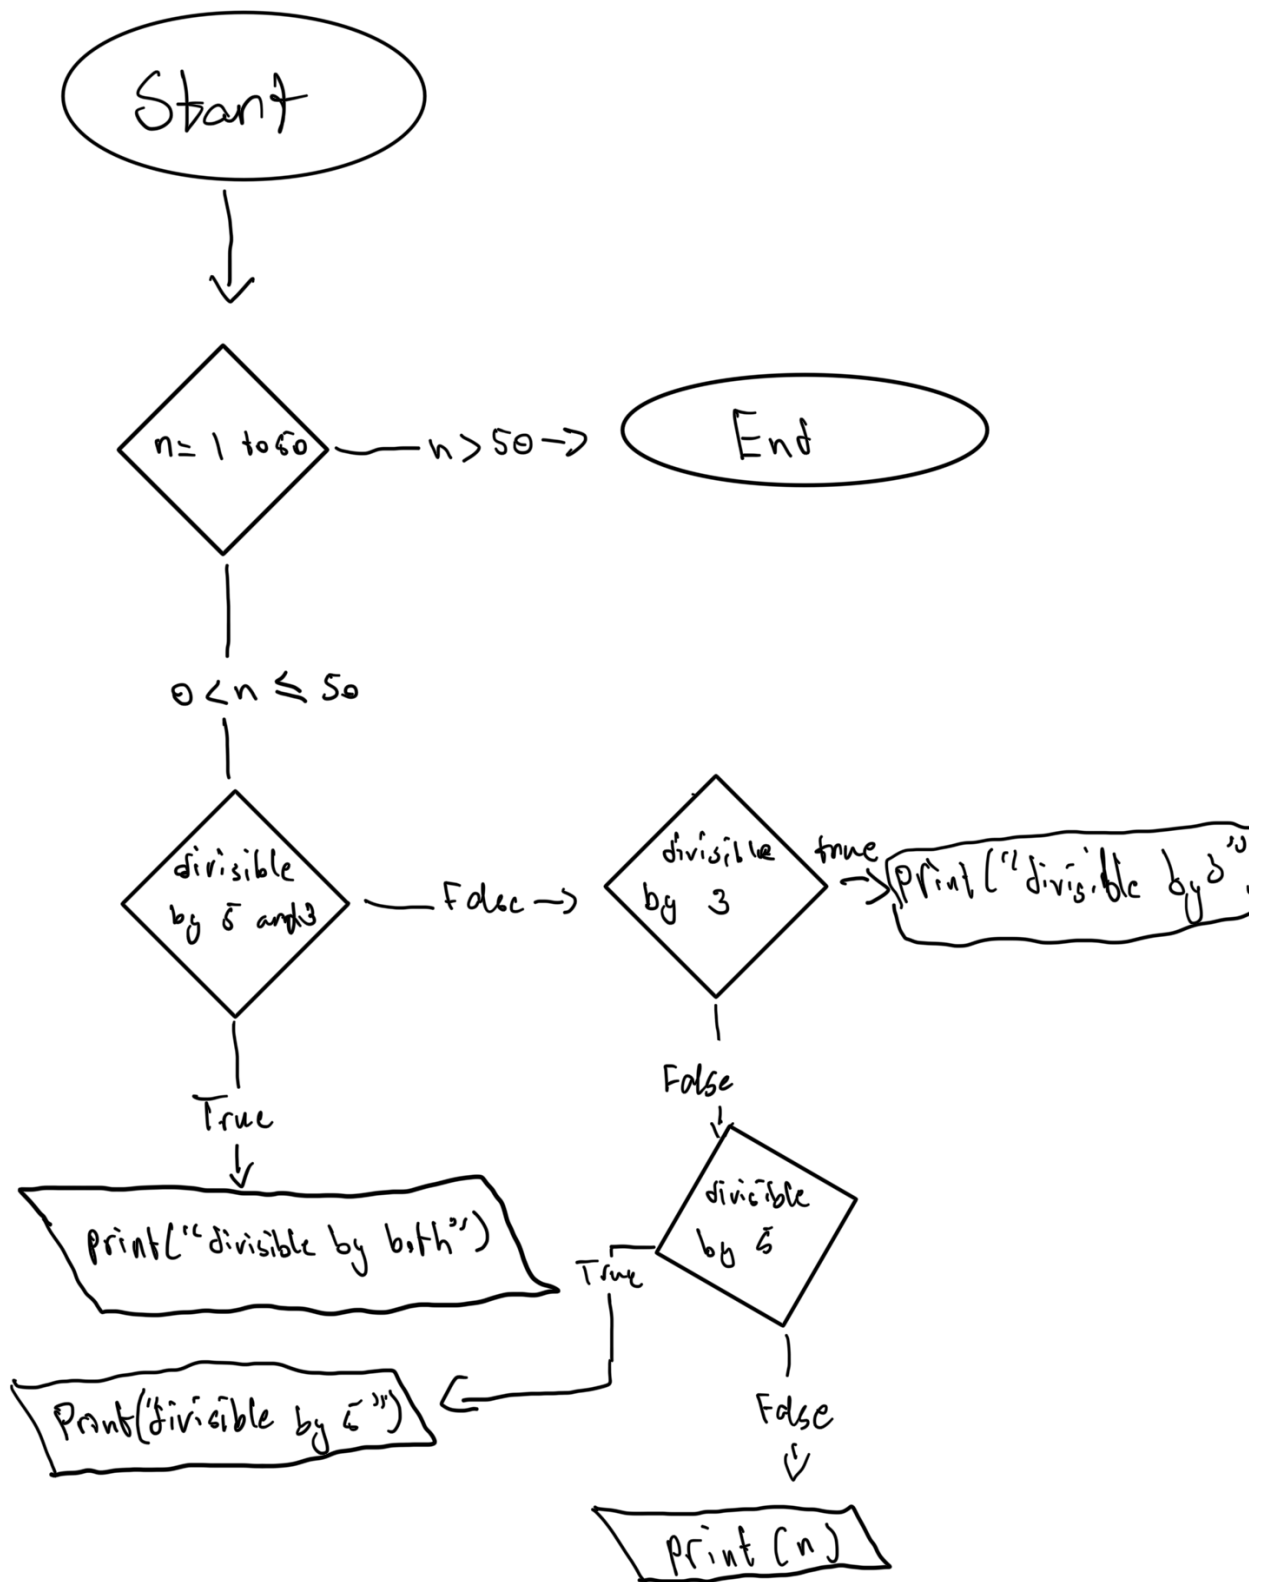 Start
n= 1 to 50
n > 50
End
0 < n ≤ 50
divisible
by 5 and 3
False
divisible
by 3
true
print("divisible by 3"
True
False
print("divisible by both")
divisible
by 5
True
Print("divisible by 5")
False
print(n)